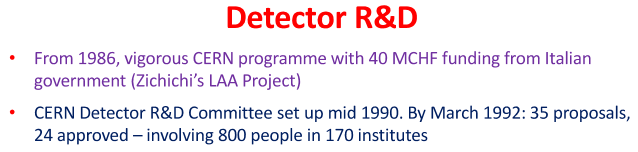 Detector R&D
• From 1986, vigorous CERN programme with 40 MCHF funding from Italian
government (Zichichi’s LAA Project)
• CERN Detector R&D Committee set up mid 1990. By March 1992: 35 proposals,
24 approved – involving 800 people in 170 institutes